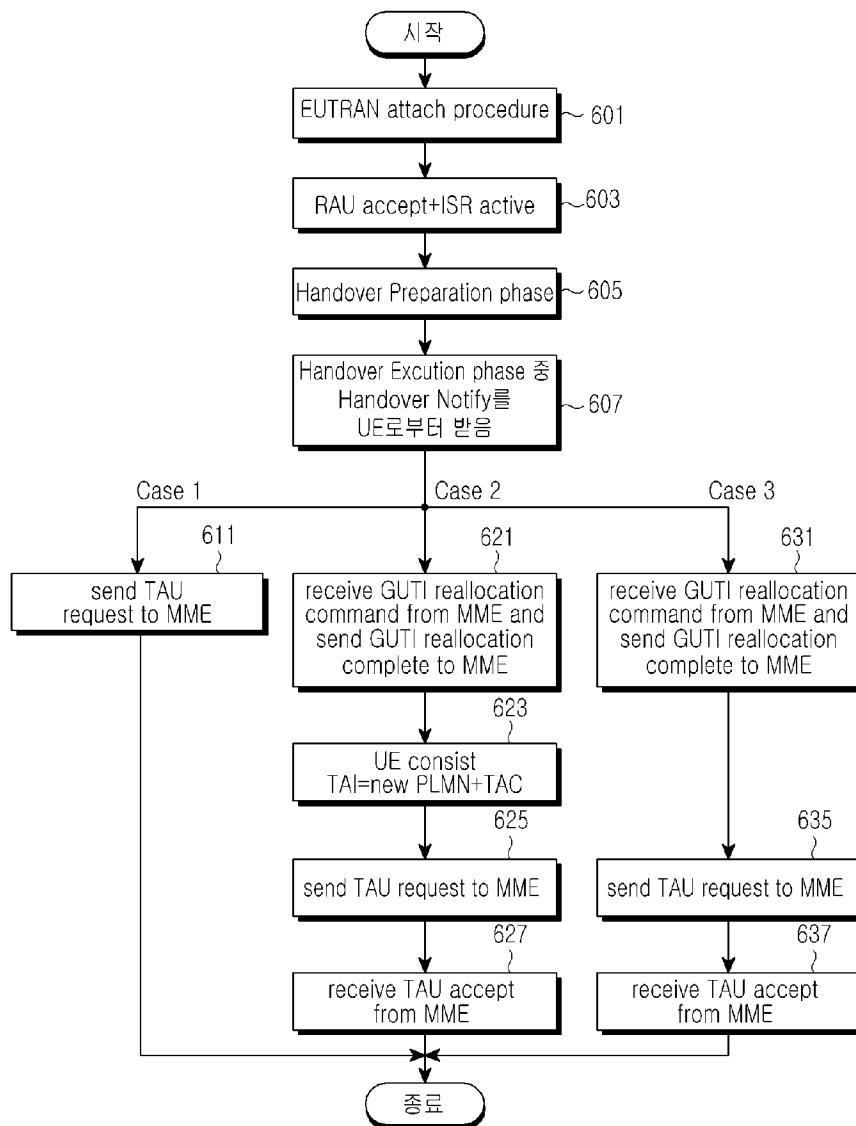 시작
EUTRAN attach procedure
601
RAU accept+ISR active
603
Handover Preparation phase
605
Handover Excution phase 중
Handover Notify를
UE로부터 받음
607
Case 1
Case 2
Case 3
611
send TAU
request to MME
621
receive GUTI reallocation
command from MME and
send GUTI reallocation
complete to MME
631
receive GUTI reallocation
command from MME and
send GUTI reallocation
complete to MME
623
UE consist
TAI=new PLMN+TAC
625
send TAU request to MME
635
send TAU request to MME
627
receive TAU accept
from MME
637
receive TAU accept
from MME
종료